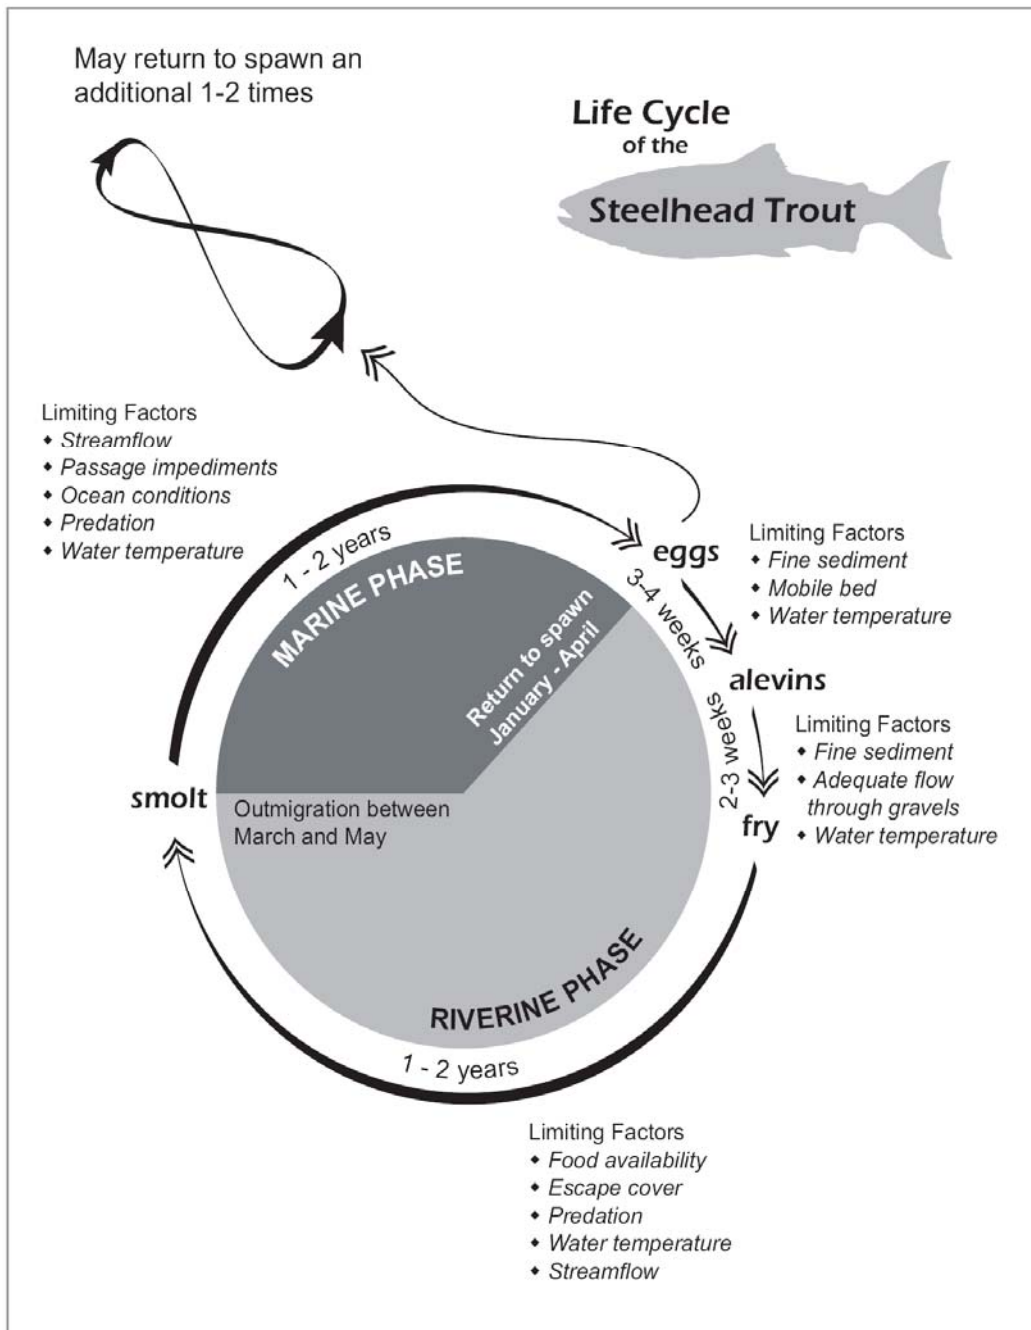 May return to spawn an
additional 1-2 times
Life Cycle
of the
Steelhead Trout
Limiting Factors
◆ Streamflow
◆ Passage impediments
◆ Ocean conditions
◆ Predation
◆ Water temperature
1 - 2 years
MARINE PHASE
Return to spawn
January - April
eggs
3-4 weeks
Limiting Factors
◆ Fine sediment
◆ Mobile bed
◆ Water temperature
alevins
2-3 weeks
Limiting Factors
◆ Fine sediment
◆ Adequate flow
through gravels
◆ Water temperature
fry
smolt
Outmigration between
March and May
RIVERINE PHASE
1 - 2 years
Limiting Factors
◆ Food availability
◆ Escape cover
◆ Predation
◆ Water temperature
◆ Streamflow